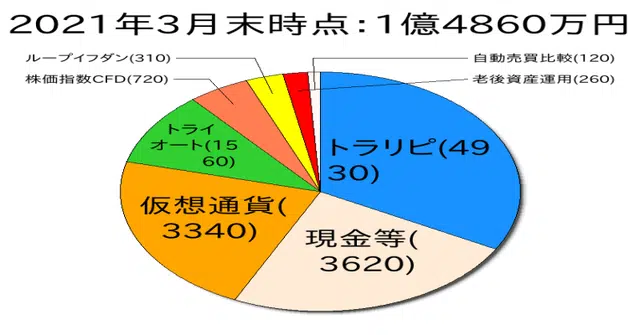 2021年3月末時点:1億4860万円
ループイフダン(310)
自動売買比較(120)
株価指数CFD(720)
老後資産運用(260)
トライ
オート(15
60)
トラリピ(49
30)
仮想通貨(
3340)
現金等(
3620)